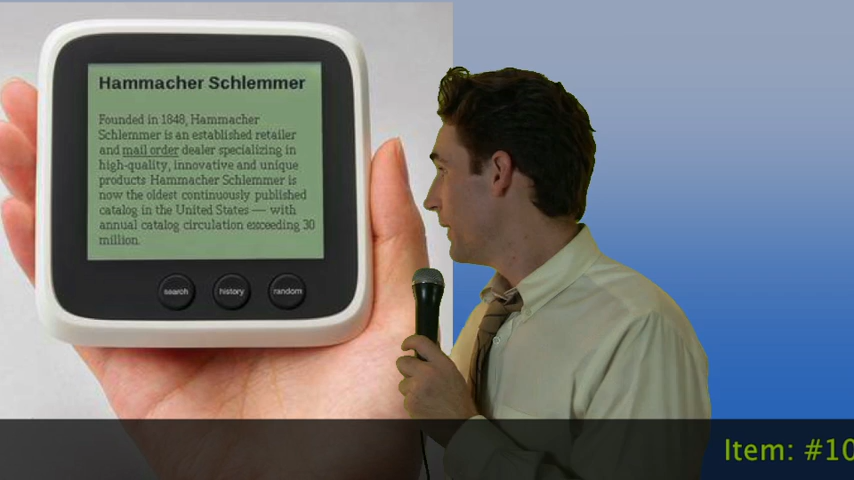 Hammacher Schlemmer
Founded in 1848, Hammacher
Schlemmer is an established retailer
and mail order dealer specializing in
high-quality, innovative and unique
products Hammacher Schlemmer is
now the oldest continuously published
catalog in the United States — with
annual catalog circulation exceeding 30
million.
search history random
Item: #10